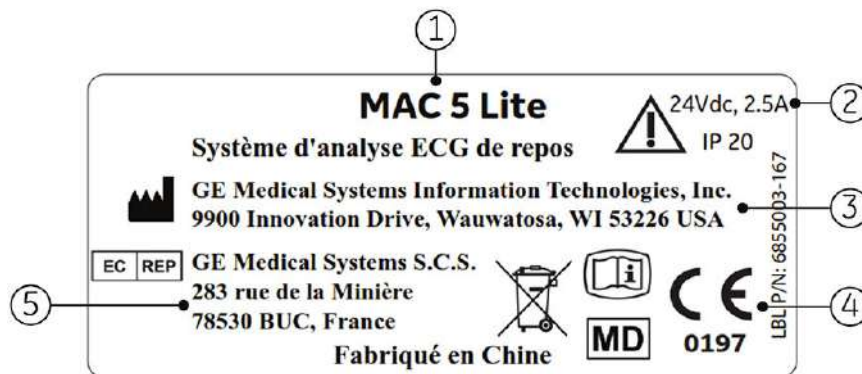 1
MAC 5 Lite
24Vdc, 2.5A
2
IP 20
Système d'analyse ECG de repos
GE Medical Systems Information Technologies, Inc.
9900 Innovation Drive, Wauwatosa, WI 53226 USA
3
EC REP
GE Medical Systems S.C.S.
283 rue de la Minière
78530 BUC, France
5
i
MD
CE
0197
4
Fabriqué en Chine
LBL P/N: 6855003-167